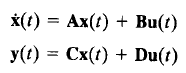 ẋ(t) = Ax(t) + Bu(t)
y(t) = Cx(t) + Du(t)